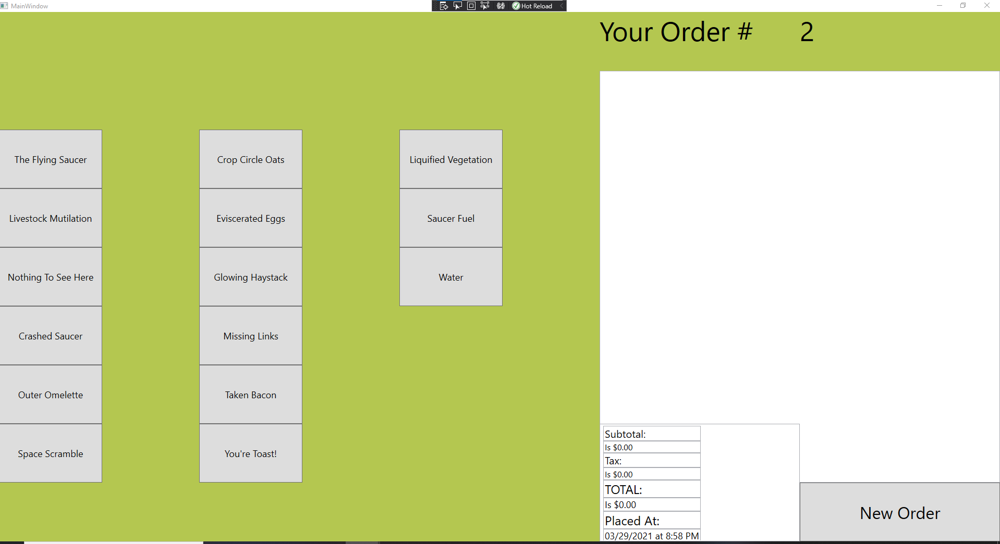 MainWindow
Hot Reload
Your Order # 2
The Flying Saucer
Livestock Mutilation
Nothing To See Here
Crashed Saucer
Outer Omelette
Space Scramble
Crop Circle Oats
Eviscerated Eggs
Glowing Haystack
Missing Links
Taken Bacon
You're Toast!
Liquified Vegetation
Saucer Fuel
Water
Subtotal:
Is $0.00
Tax:
Is $0.00
TOTAL:
Is $0.00
Placed At:
03/29/2021 at 8:58 PM
New Order